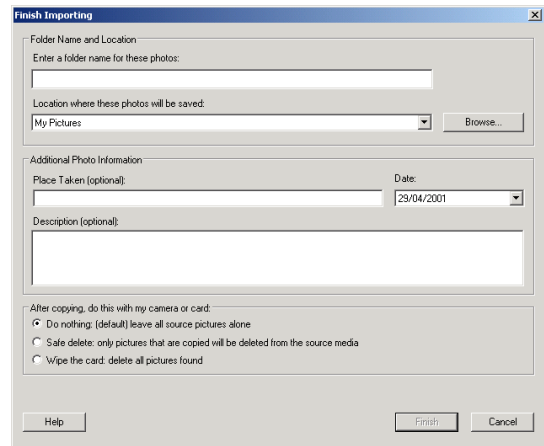 Finish Importing
Folder Name and Location
Enter a folder name for these photos:
Location where these photos will be saved:
My Pictures
Browse...
Additional Photo Information
Place Taken (optional):
Date:
29/04/2001
Description (optional):
After copying, do this with my camera or card:
Do nothing: (default) leave all source pictures alone
Safe delete: only pictures that are copied will be deleted from the source media
Wipe the card: delete all pictures found
Help
Finish
Cancel